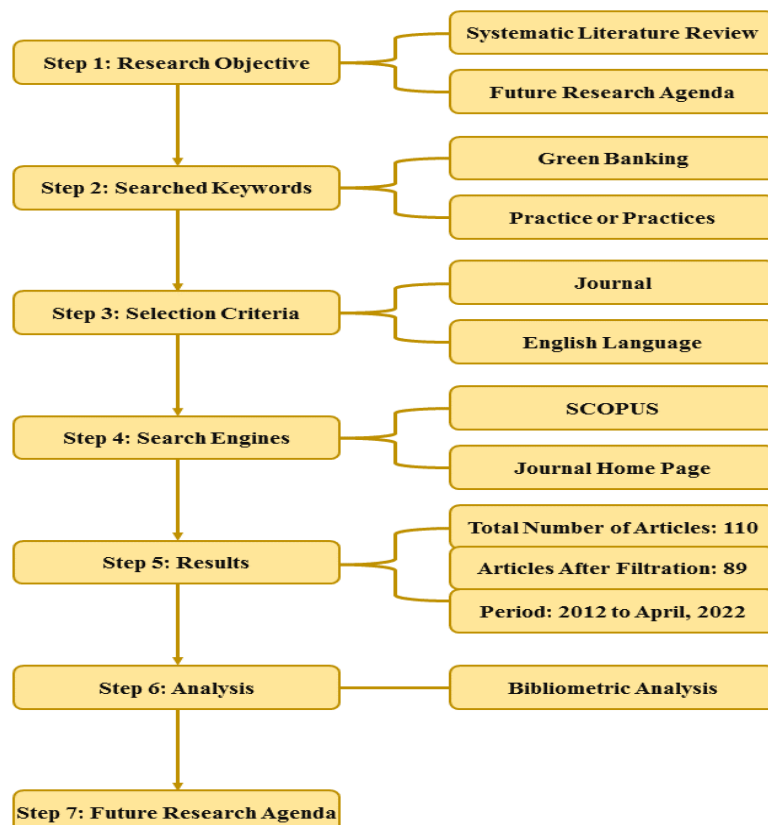 Step 1: Research Objective
Systematic Literature Review
Future Research Agenda
Step 2: Searched Keywords
Green Banking
Practice or Practices
Step 3: Selection Criteria
Journal
English Language
Step 4: Search Engines
SCOPUS
Journal Home Page
Step 5: Results
Total Number of Articles: 110
Articles After Filtration: 89
Period: 2012 to April, 2022
Step 6: Analysis
Bibliometric Analysis
Step 7: Future Research Agenda